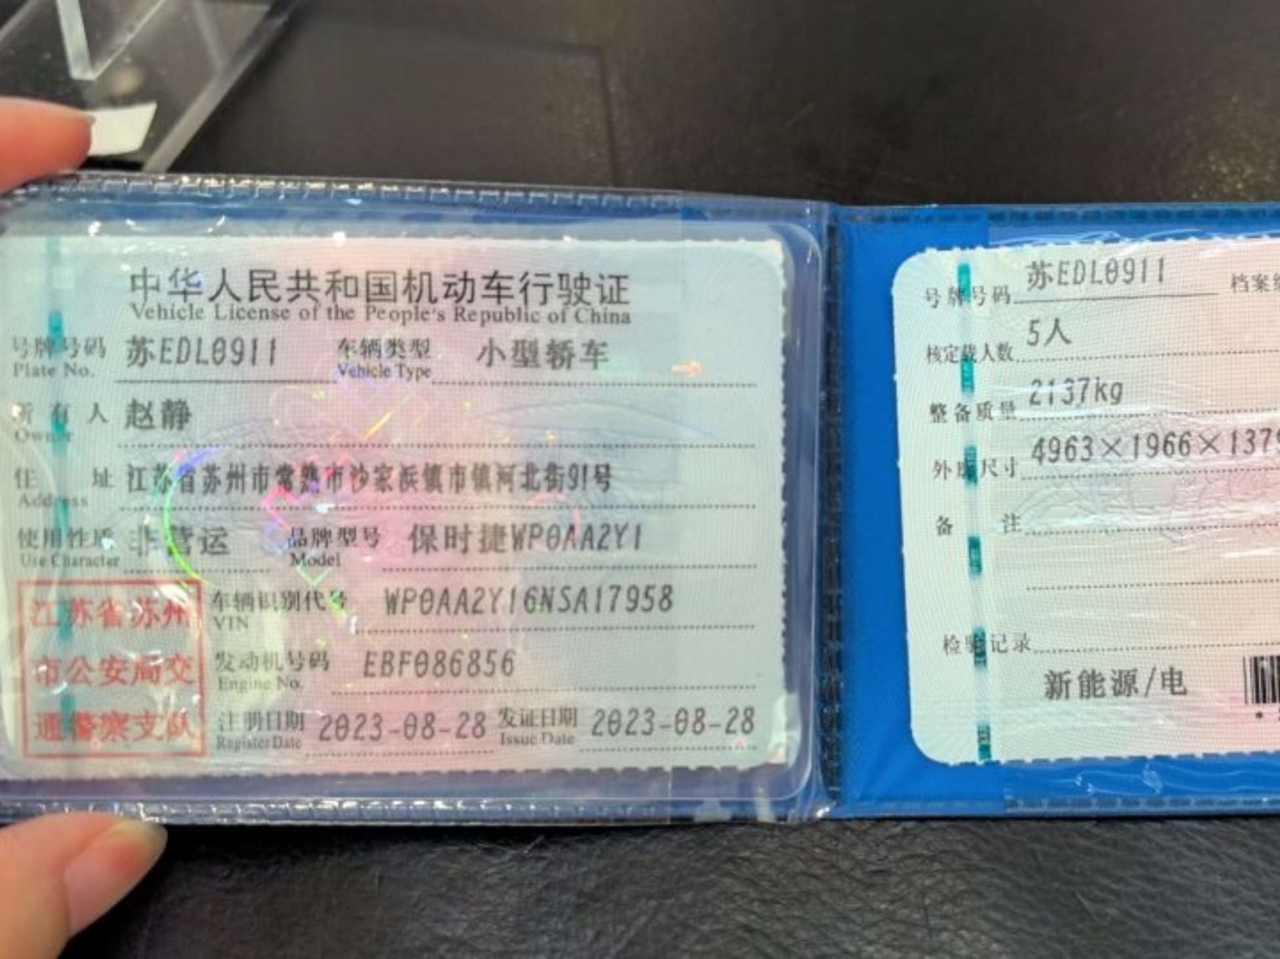 中华人民共和国机动车行驶证
Vehicle License of the People's Republic of China
号牌号码 苏EDL0911 车辆类型 小型轿车
Plate No. Vehicle Type
所有人 赵静
Owner
住址 江苏省苏州市常熟市沙家浜镇市镇河北街91号
Address
使用性质 非营运 品牌型号 保时捷WP0AA2Y1
Use Character Model
江苏省苏州
市公安局交
通警察支队
车辆识别代号 WP0AA2Y16NSA17958
VIN
发动机号码 EBF086856
Engine No.
注册日期 2023-08-28 发证日期 2023-08-28
Register Date Issue Date
号牌号码 苏EDL0911 档案编
核定载人数 5人
整备质量 2137kg
外廓尺寸 4963×1966×1379
备注
检验记录
新能源/电